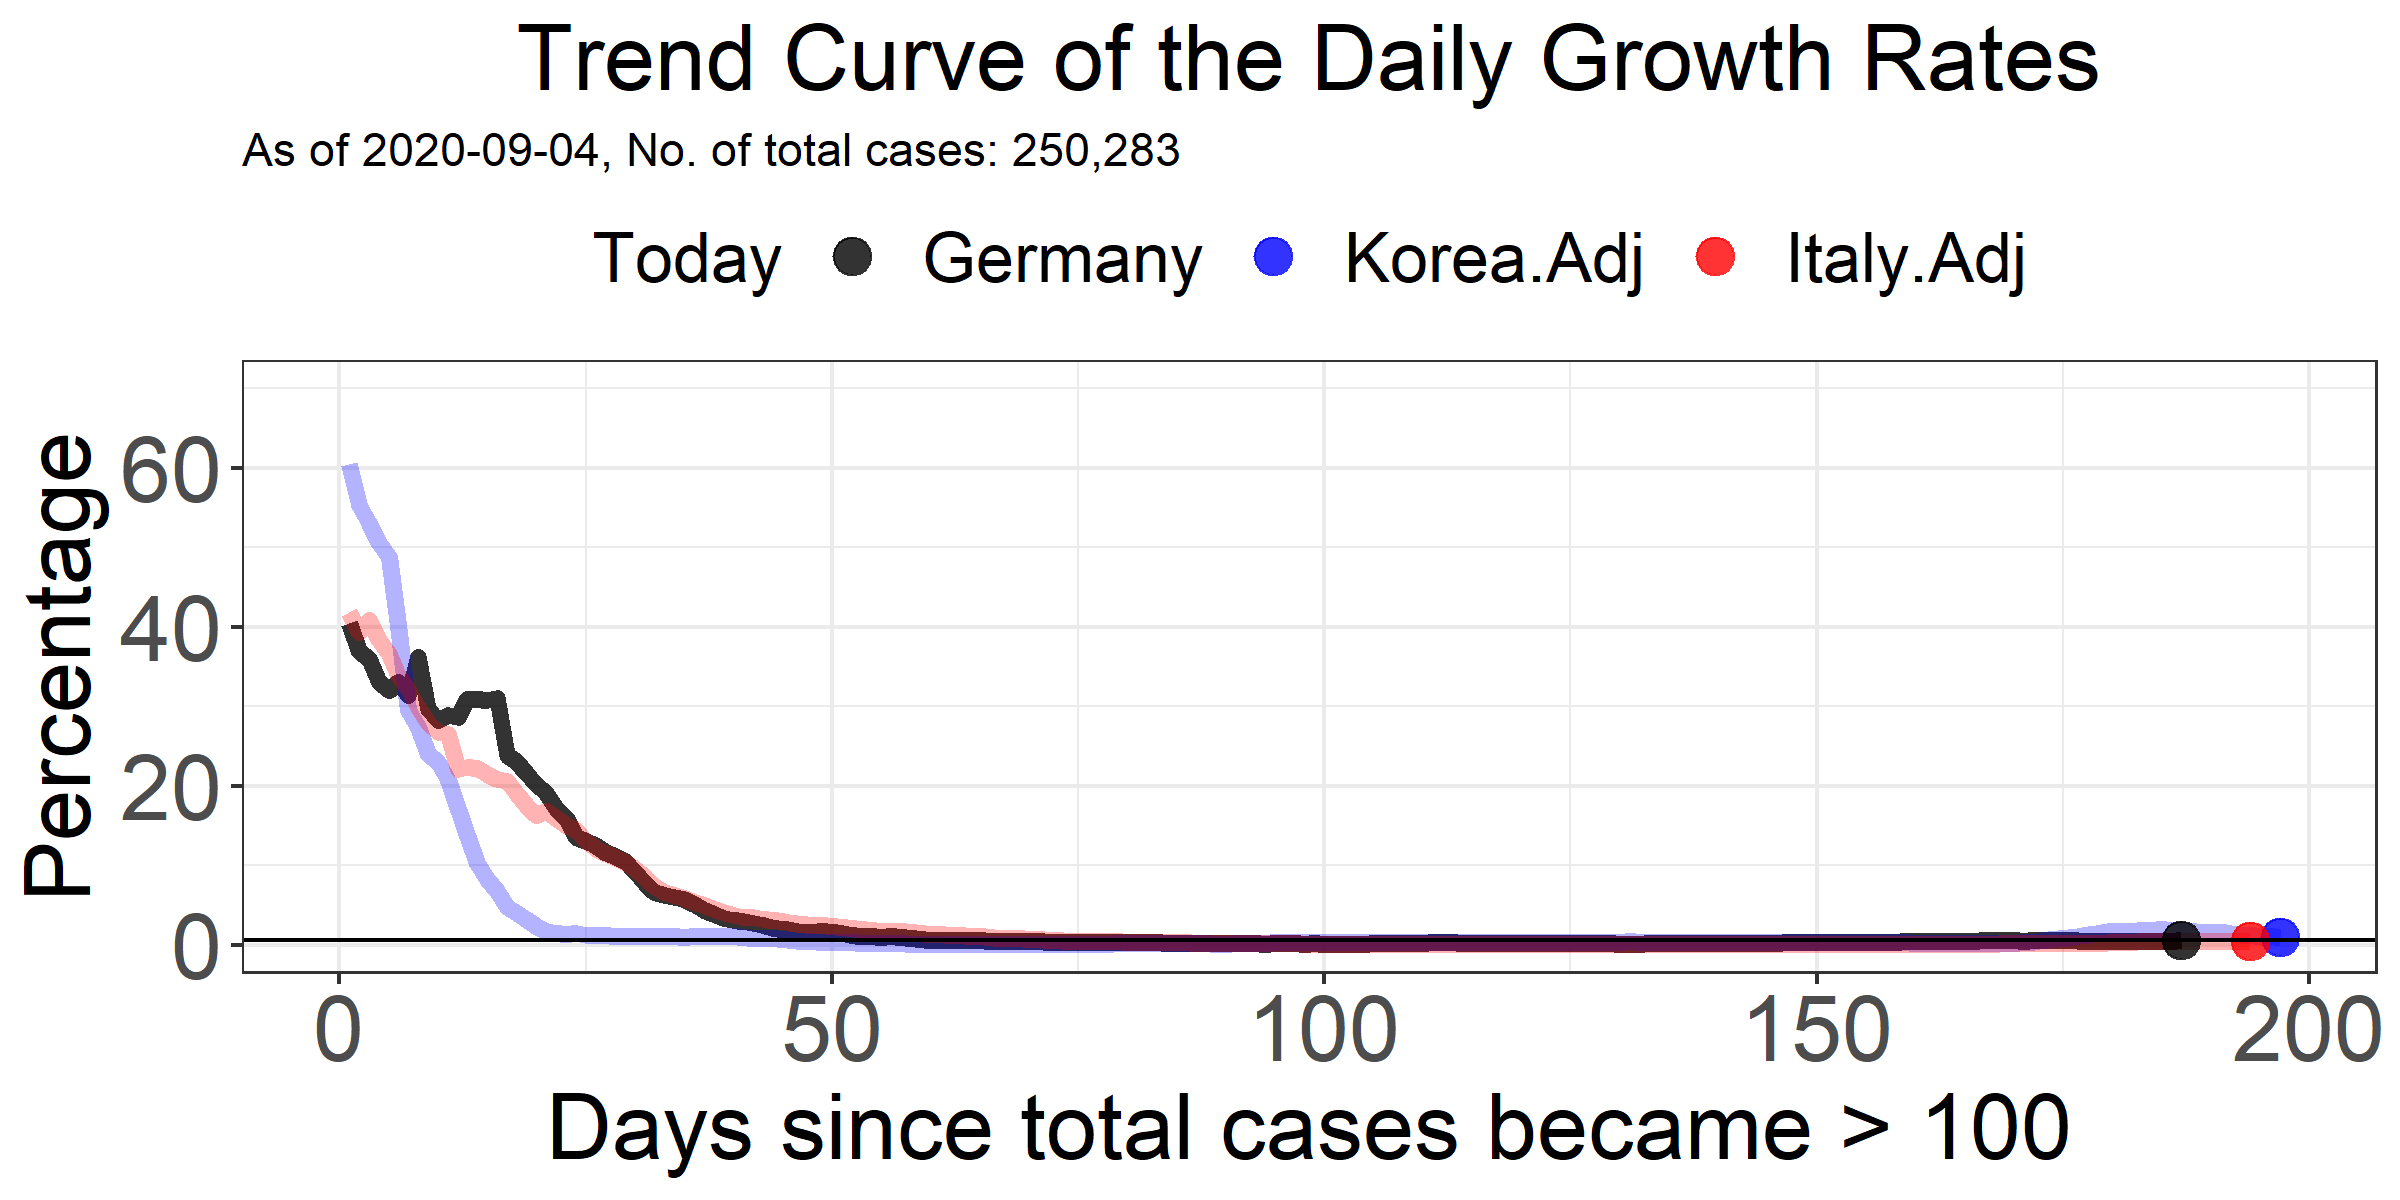 Trend Curve of the Daily Growth Rates
As of 2020-09-04, No. of total cases: 250,283
Today Germany Korea.Adj Italy.Adj
Percentage
60
40
20
0
0 50 100 150 200
Days since total cases became > 100